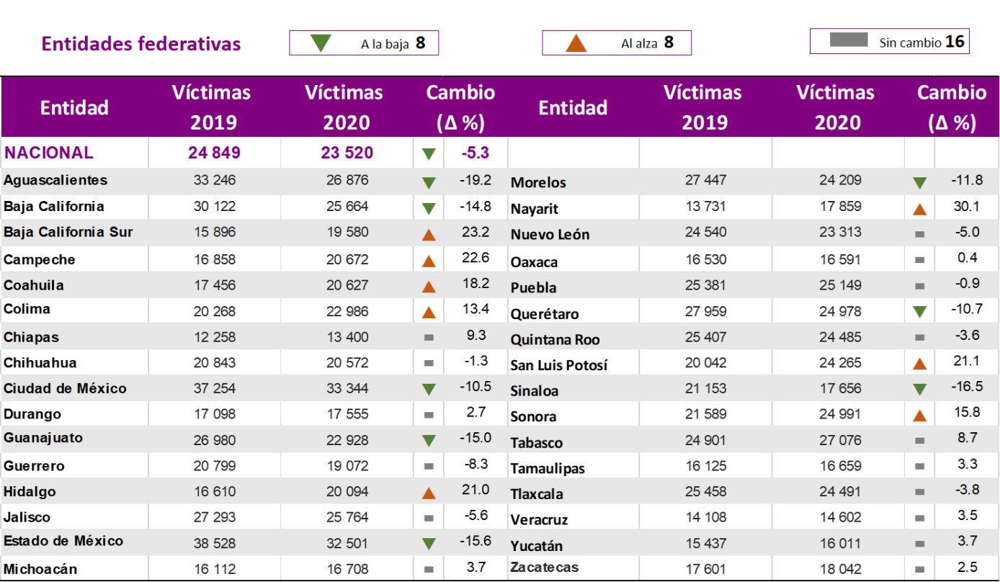 Entidades federativas A la baja 8 Al alza 8 Sin cambio 16
Entidad Víctimas 2019 Víctimas 2020 Cambio (Δ %) Entidad Víctimas 2019 Víctimas 2020 Cambio (Δ %)
NACIONAL 24 849 23 520 -5.3
Aguascalientes 33 246 26 876 -19.2 Morelos 27 447 24 209 -11.8
Baja California 30 122 25 664 -14.8 Nayarit 13 731 17 859 30.1
Baja California Sur 15 896 19 580 23.2 Nuevo León 24 540 23 313 -5.0
Campeche 16 858 20 672 22.6 Oaxaca 16 530 16 591 0.4
Coahuila 17 456 20 627 18.2 Puebla 25 381 25 149 -0.9
Colima 20 268 22 986 13.4 Querétaro 27 959 24 978 -10.7
Chiapas 12 258 13 400 9.3 Quintana Roo 25 407 24 485 -3.6
Chihuahua 20 843 20 572 -1.3 San Luis Potosí 20 042 24 265 21.1
Ciudad de México 37 254 33 344 -10.5 Sinaloa 21 153 17 656 -16.5
Durango 17 098 17 555 2.7 Sonora 21 589 24 991 15.8
Guanajuato 26 980 22 928 -15.0 Tabasco 24 901 27 076 8.7
Guerrero 20 799 19 072 -8.3 Tamaulipas 16 125 16 659 3.3
Hidalgo 16 610 20 094 21.0 Tlaxcala 25 458 24 491 -3.8
Jalisco 27 293 25 764 -5.6 Veracruz 14 108 14 602 3.5
Estado de México 38 528 32 501 -15.6 Yucatán 15 437 16 011 3.7
Michoacán 16 112 16 708 3.7 Zacatecas 17 601 18 042 2.5